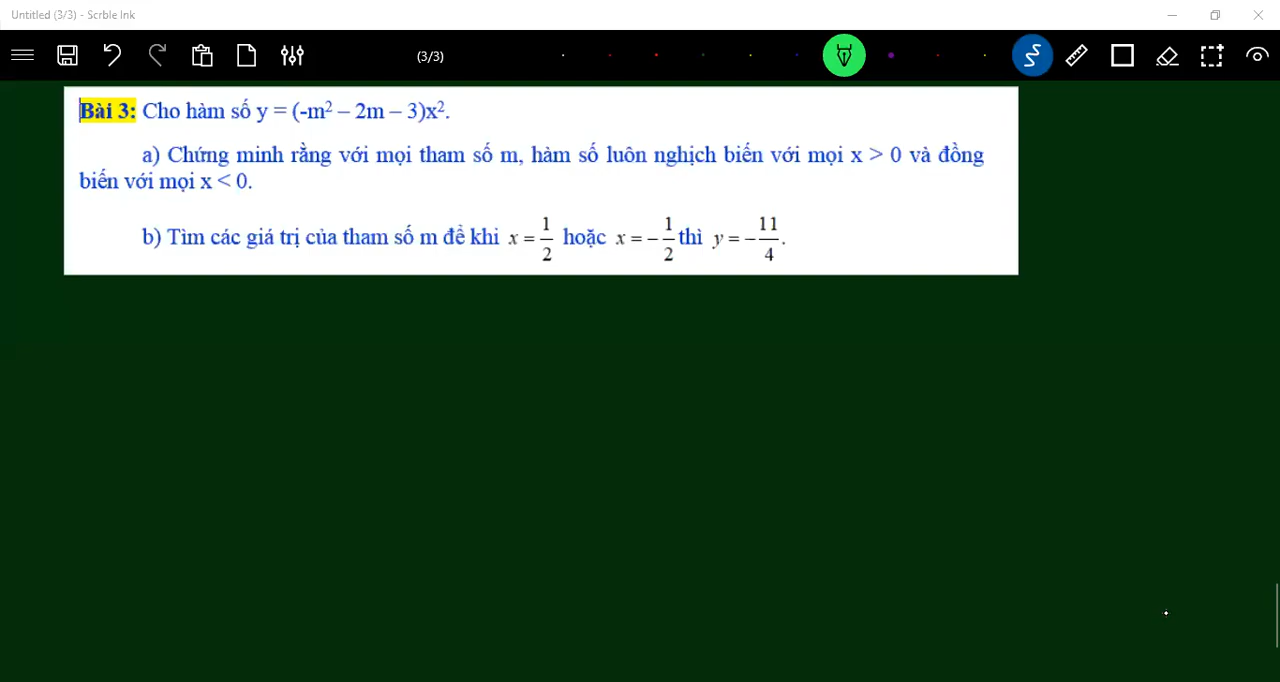 Untitled (3/3) - Scrble Ink
(3/3)
Bài 3: Cho hàm số y = (-m² – 2m – 3)x².
a) Chứng minh rằng với mọi tham số m, hàm số luôn nghịch biến với mọi x > 0 và đồng
biến với mọi x < 0.
b) Tìm các giá trị của tham số m để khi x = 1/2 hoặc x = −1/2 thì y = −11/4.